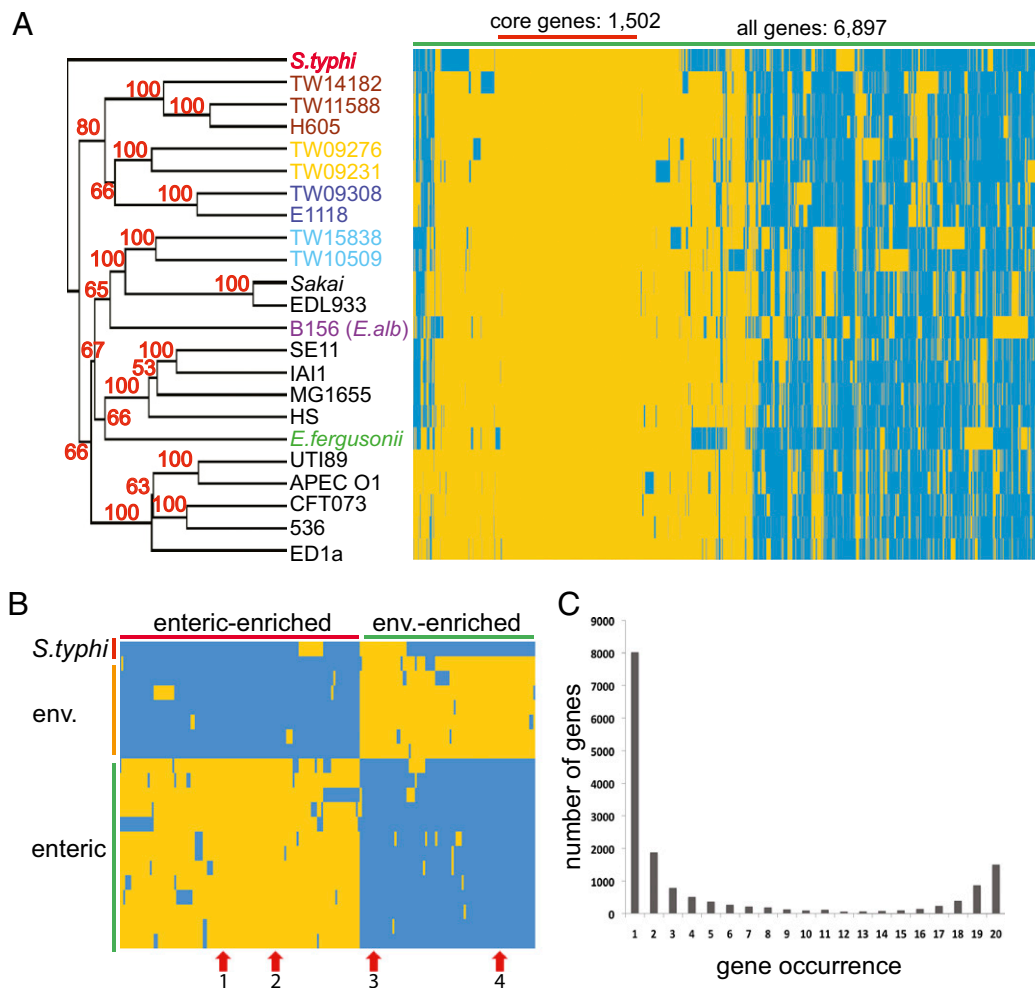 A
core genes: 1,502
all genes: 6,897
S.typhi
TW14182
TW11588
H605
TW09276
TW09231
TW09308
E1118
TW15838
TW10509
Sakai
EDL933
B156 (E.alb)
SE11
IAI1
MG1655
HS
E.fergusonii
UTI89
APEC O1
CFT073
536
ED1a
100
100
80
100
66
100
100
100
100
65
67
100
53
100
66
66
100
63
100
100
B
enteric-enriched
env.-enriched
S.typhi
env.
enteric
1
2
3
4
C
number of genes
9000
8000
7000
6000
5000
4000
3000
2000
1000
0
1 2 3 4 5 6 7 8 9 10 11 12 13 14 15 16 17 18 19 20
gene occurrence